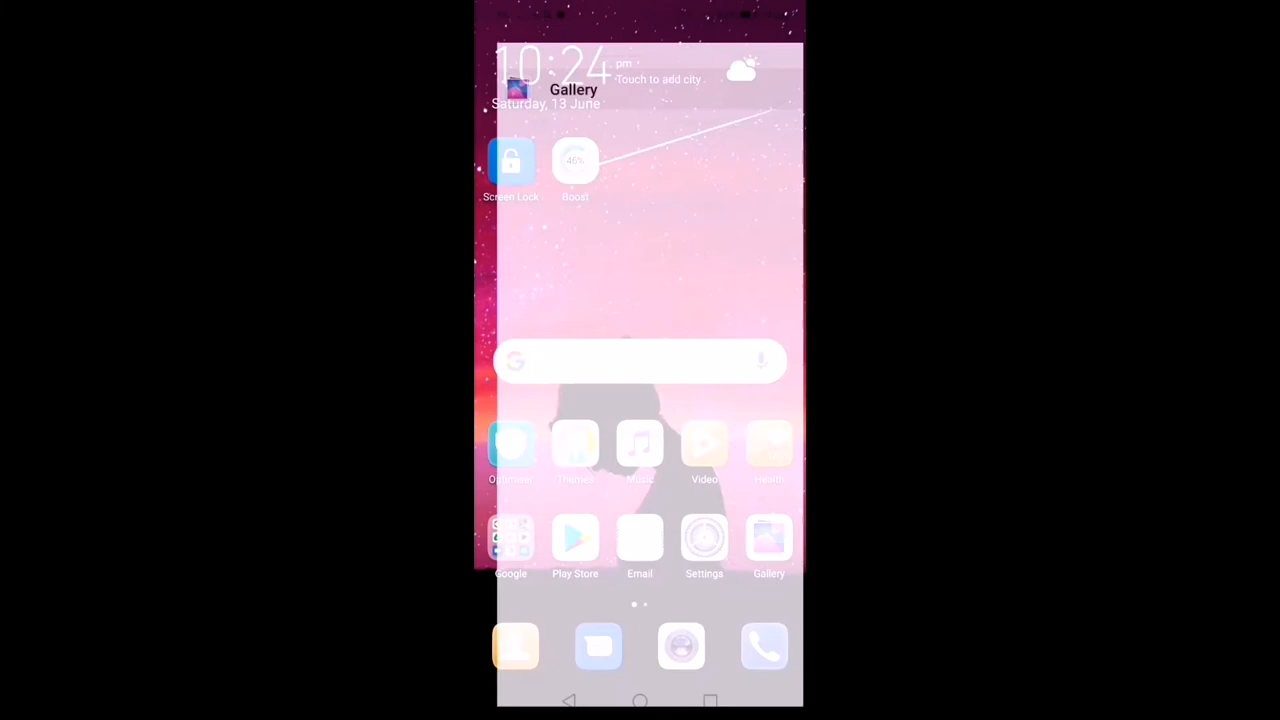 10:24 pm
Touch to add city
Gallery
Saturday, 13 June
46%
Screen Lock Boost
Optimiser Themes Music Video Health
Google Play Store Email Settings Gallery